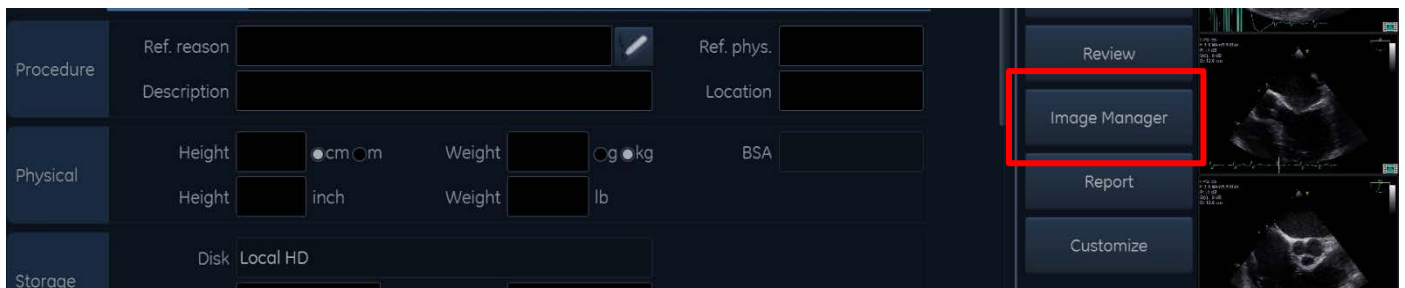 Procedure
Ref. reason
Ref. phys.
Description
Location
Physical
Height
cm
m
Weight
g
kg
BSA
Height
inch
Weight
lb
Storage
Disk
Local HD
Review
Image Manager
Report
Customize